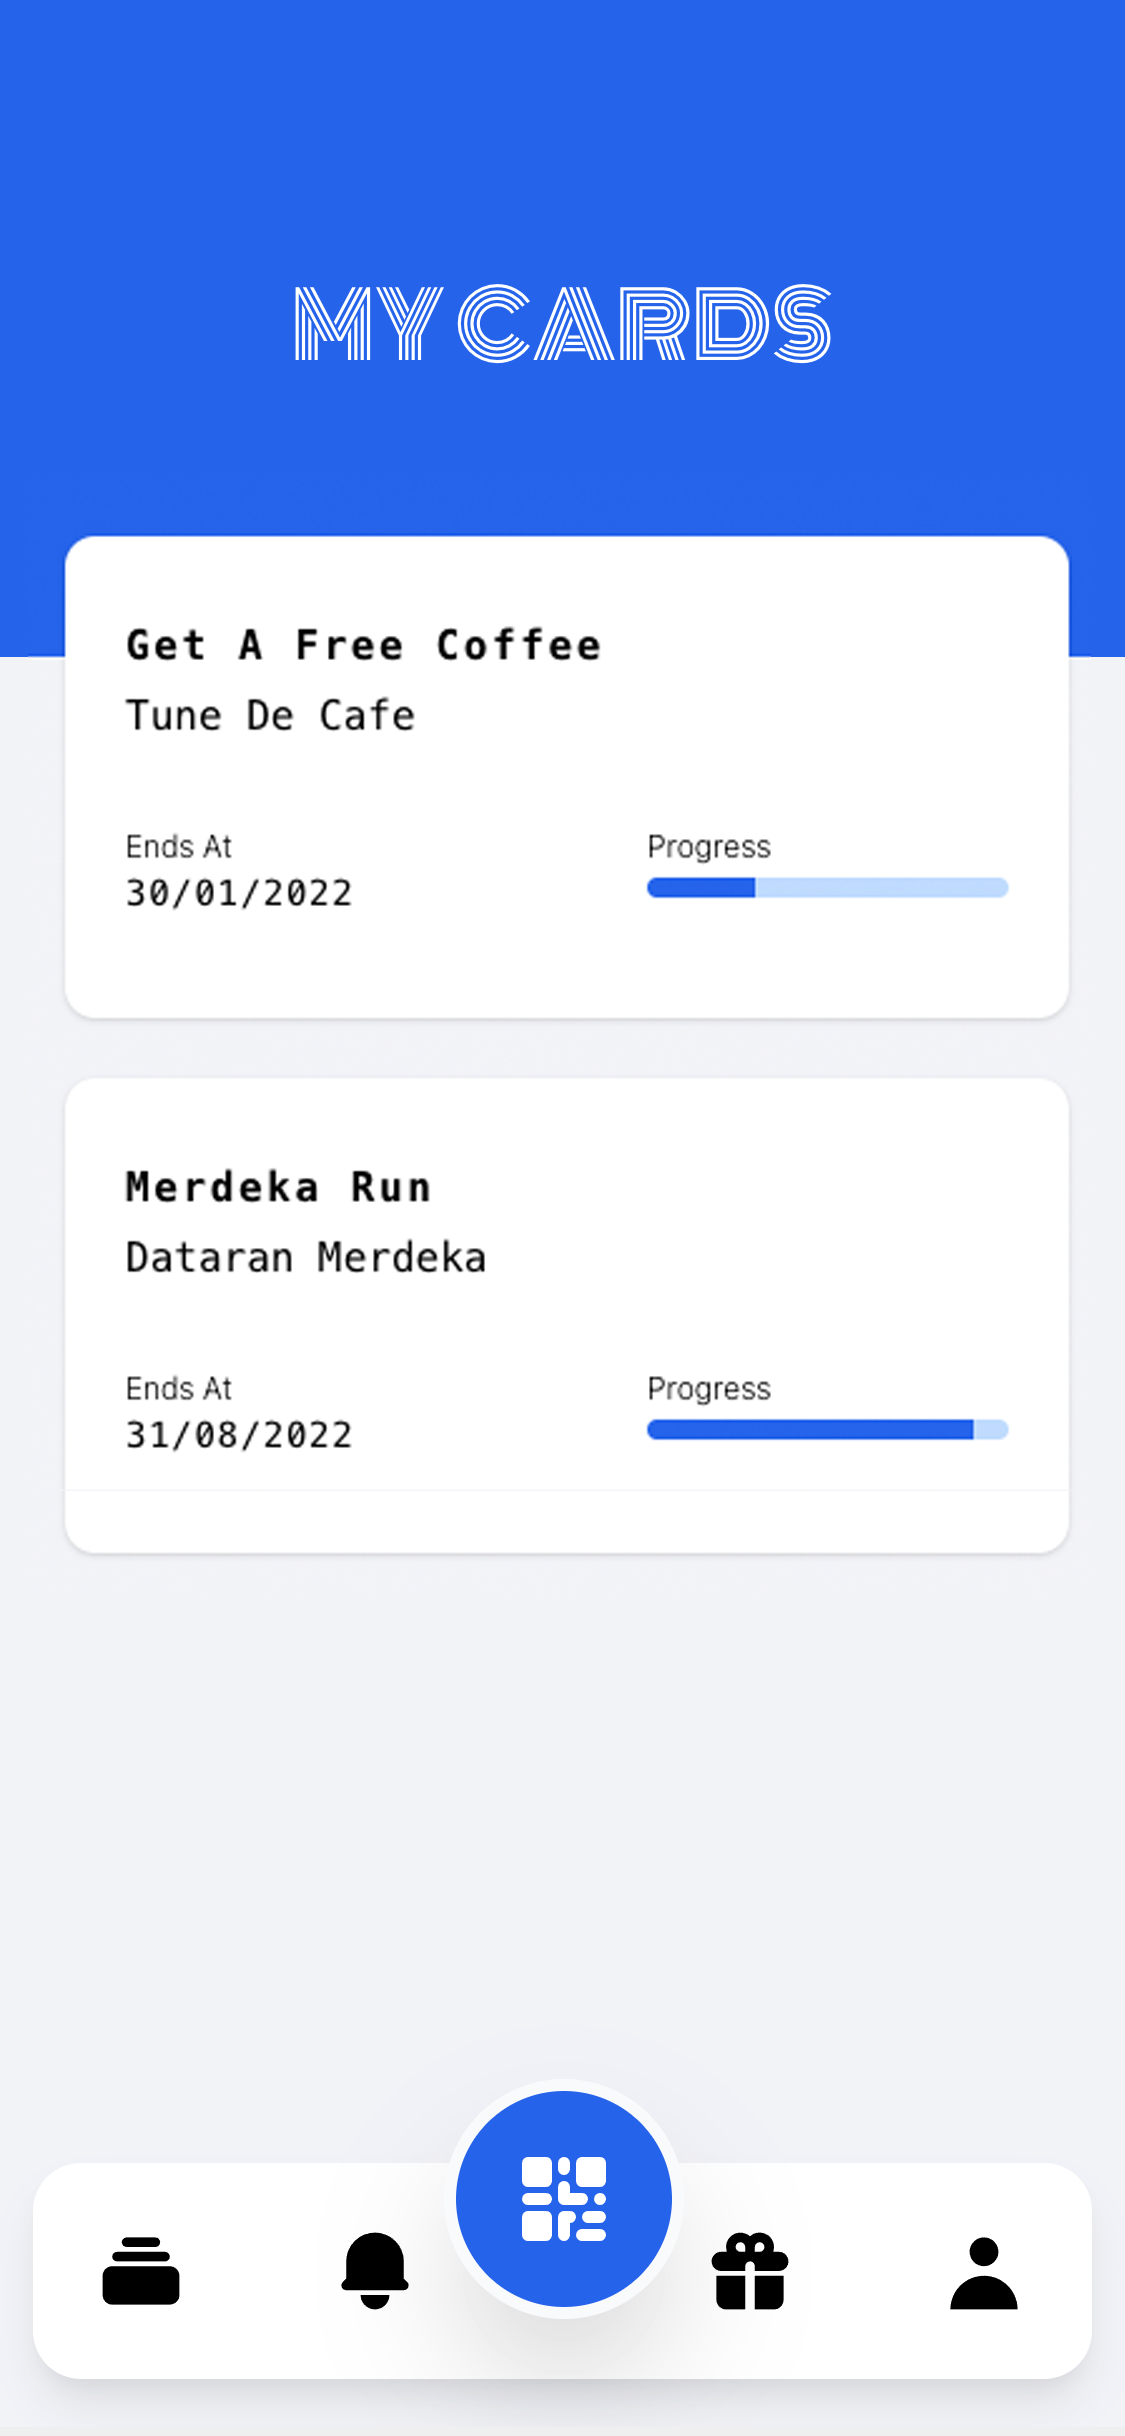 MY CARDS
Get A Free Coffee
Tune De Cafe
Ends At
30/01/2022
Progress
Merdeka Run
Dataran Merdeka
Ends At
31/08/2022
Progress